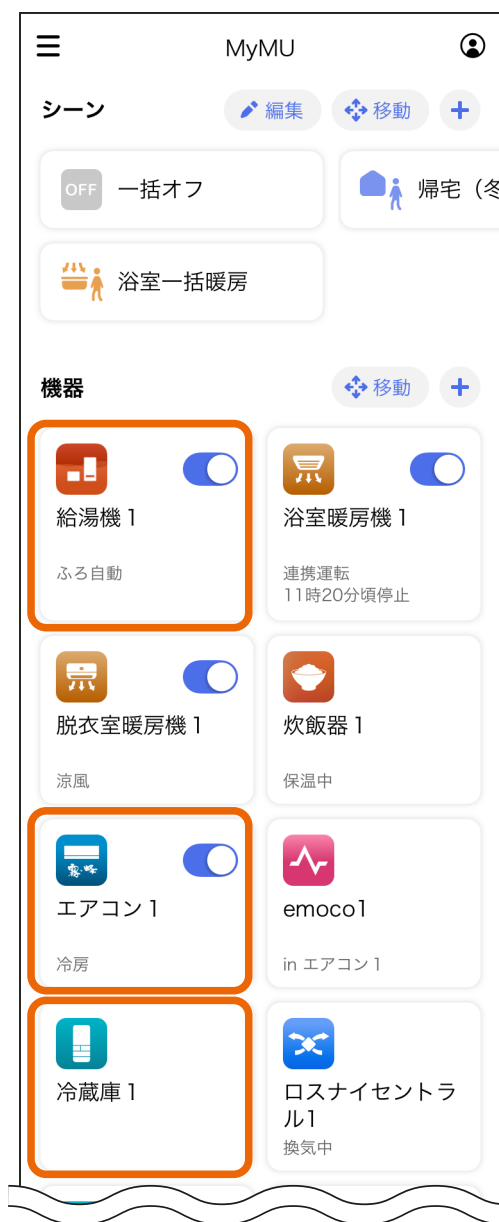 MyMU
シーン
編集
移動
OFF 一括オフ
帰宅（冬
浴室一括暖房
機器
移動
給湯機 1
ふろ自動
浴室暖房機 1
連携運転
11時20分頃停止
脱衣室暖房機 1
涼風
炊飯器 1
保温中
霧ヶ峰
エアコン 1
冷房
emoco1
in エアコン 1
冷蔵庫 1
ロスナイセントラ
ル1
換気中